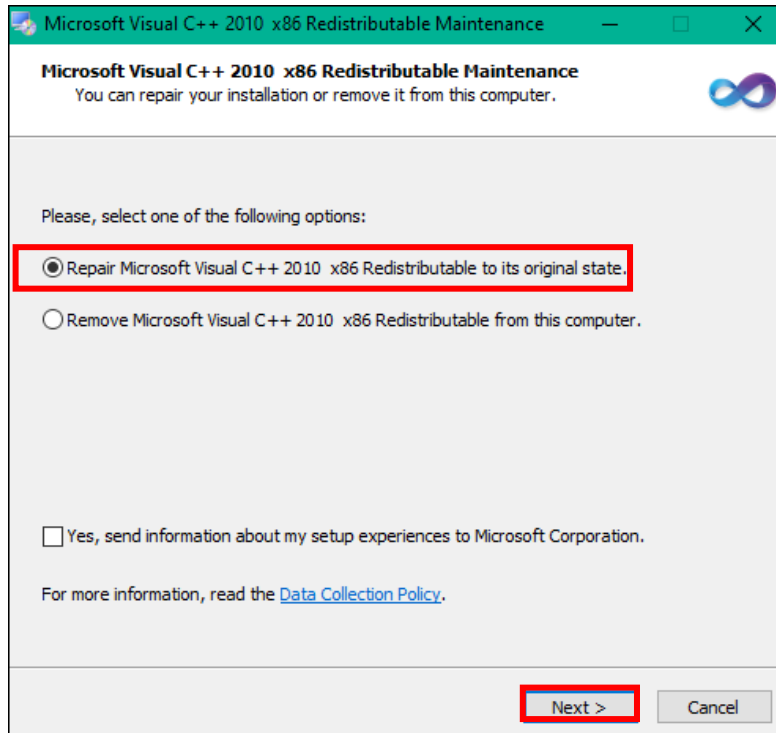 Microsoft Visual C++ 2010 x86 Redistributable Maintenance
Microsoft Visual C++ 2010 x86 Redistributable Maintenance
You can repair your installation or remove it from this computer.
Please, select one of the following options:
Repair Microsoft Visual C++ 2010 x86 Redistributable to its original state.
Remove Microsoft Visual C++ 2010 x86 Redistributable from this computer.
Yes, send information about my setup experiences to Microsoft Corporation.
For more information, read the Data Collection Policy.
Next > Cancel